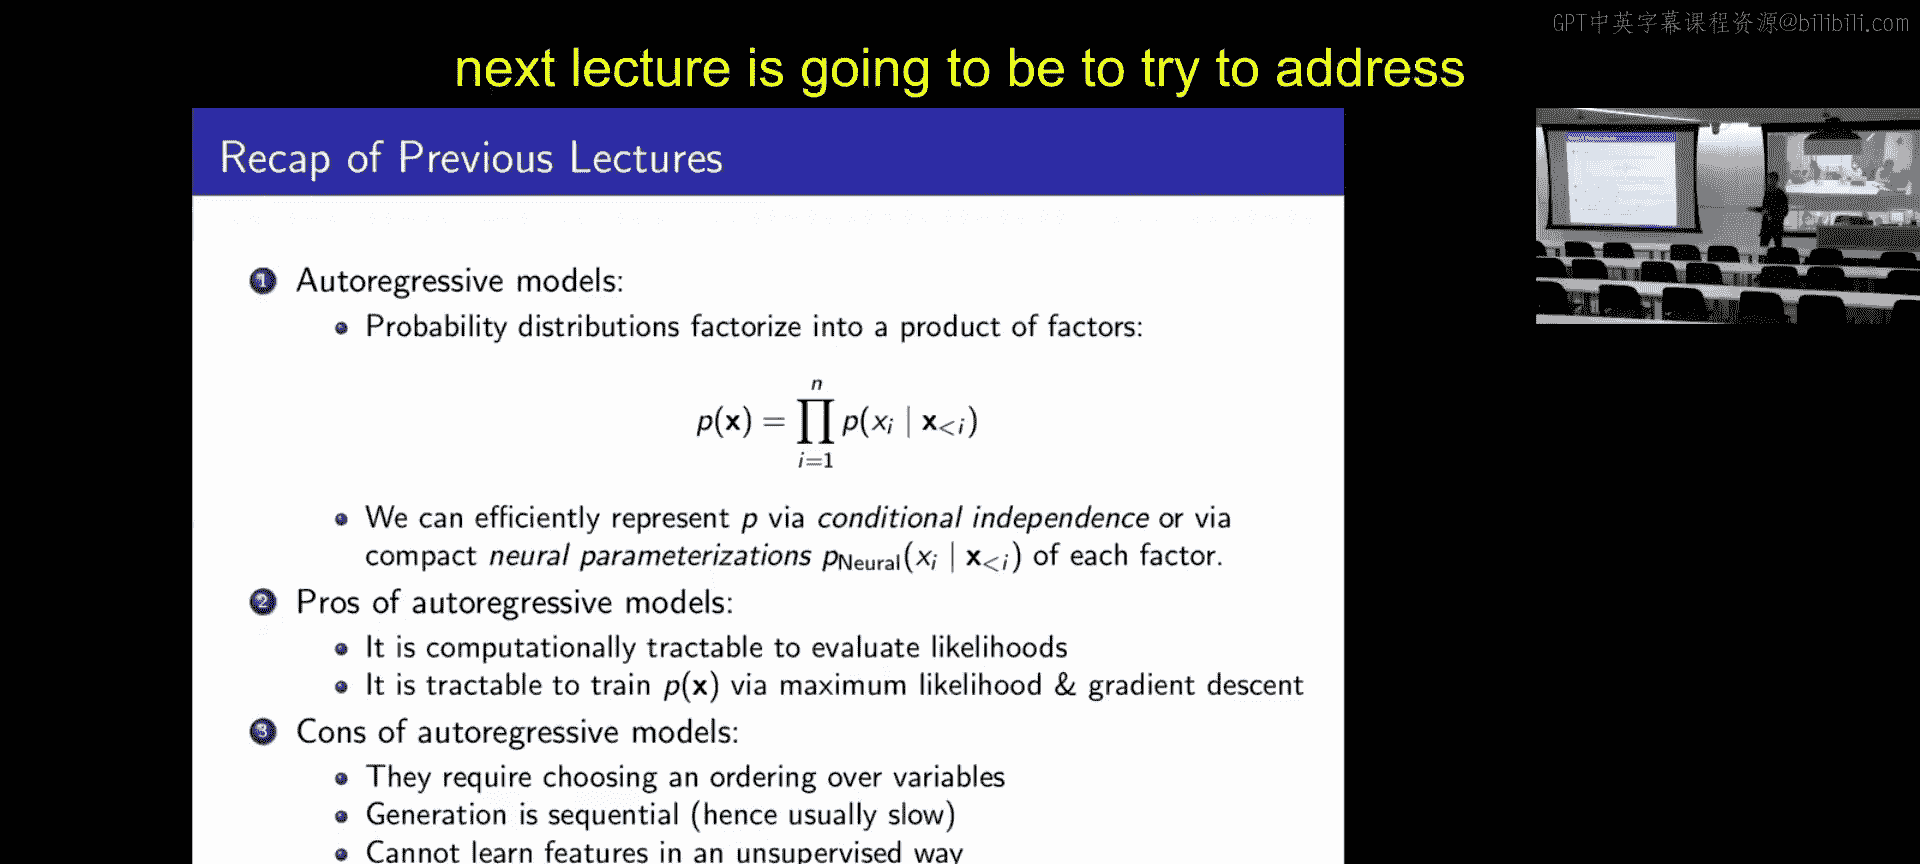 GPT中英字幕课程资源@bilibili.com
next lecture is going to be to try to address
Recap of Previous Lectures
1 Autoregressive models:
Probability distributions factorize into a product of factors:
p(x) = ∏_{i=1}^{n} p(x_i | x_{<i})
We can efficiently represent p via conditional independence or via
compact neural parameterizations p_Neural(x_i | x_{<i}) of each factor.
2 Pros of autoregressive models:
It is computationally tractable to evaluate likelihoods
It is tractable to train p(x) via maximum likelihood & gradient descent
3 Cons of autoregressive models:
They require choosing an ordering over variables
Generation is sequential (hence usually slow)
Cannot learn features in an unsupervised way